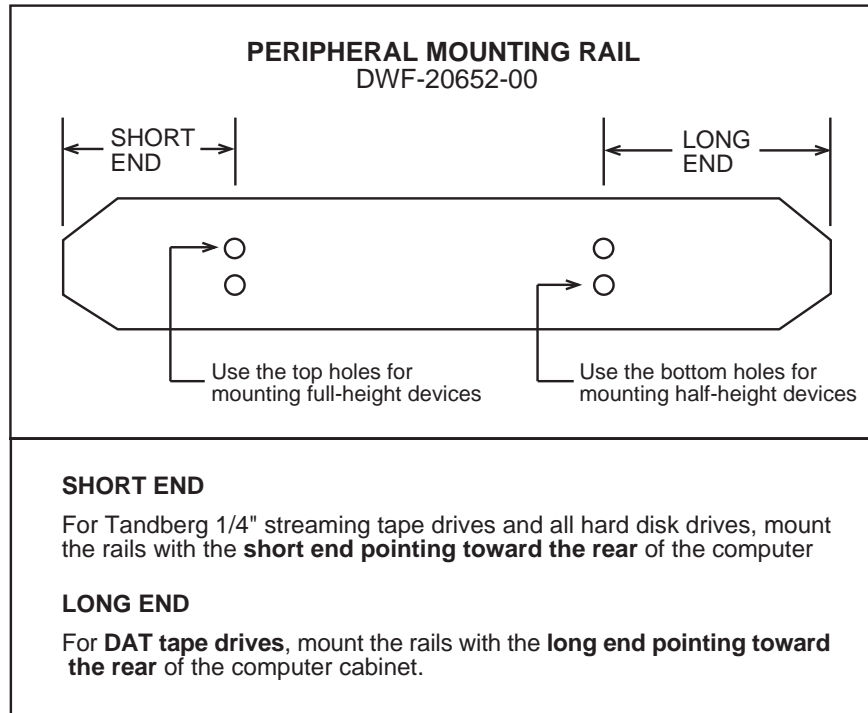 PERIPHERAL MOUNTING RAIL
DWF-20652-00
SHORT
END
LONG
END
Use the top holes for
mounting full-height devices
Use the bottom holes for
mounting half-height devices
SHORT END
For Tandberg 1/4" streaming tape drives and all hard disk drives, mount
the rails with the short end pointing toward the rear of the computer
LONG END
For DAT tape drives, mount the rails with the long end pointing toward
the rear of the computer cabinet.